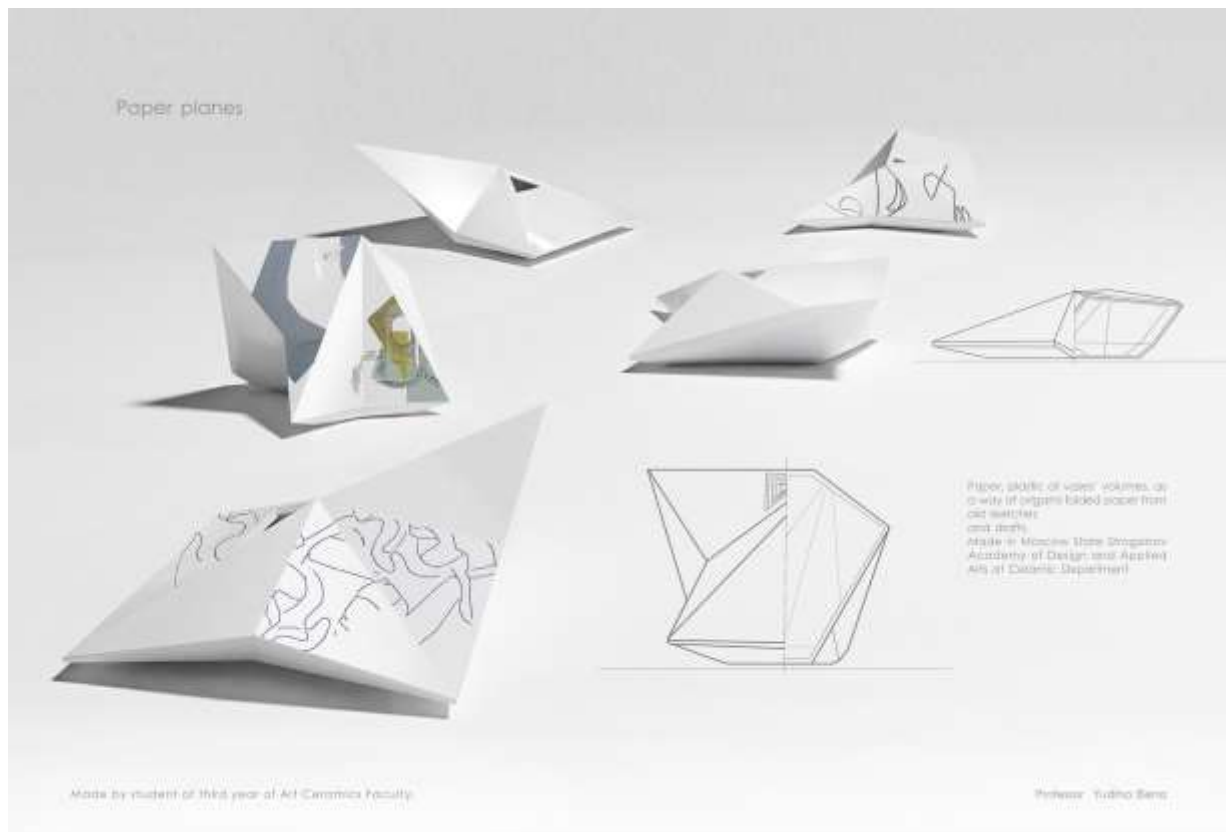 Paper planes
Paper, plastic of vases' volumes, as
a way of origami folded paper from
old sketches
and drafts.
Made in Moscow State Stroganov
Academy of Design and Applied
Arts at Ceramic Department
Made by student of third year of Art Ceramics Faculty.
Professor Yudina